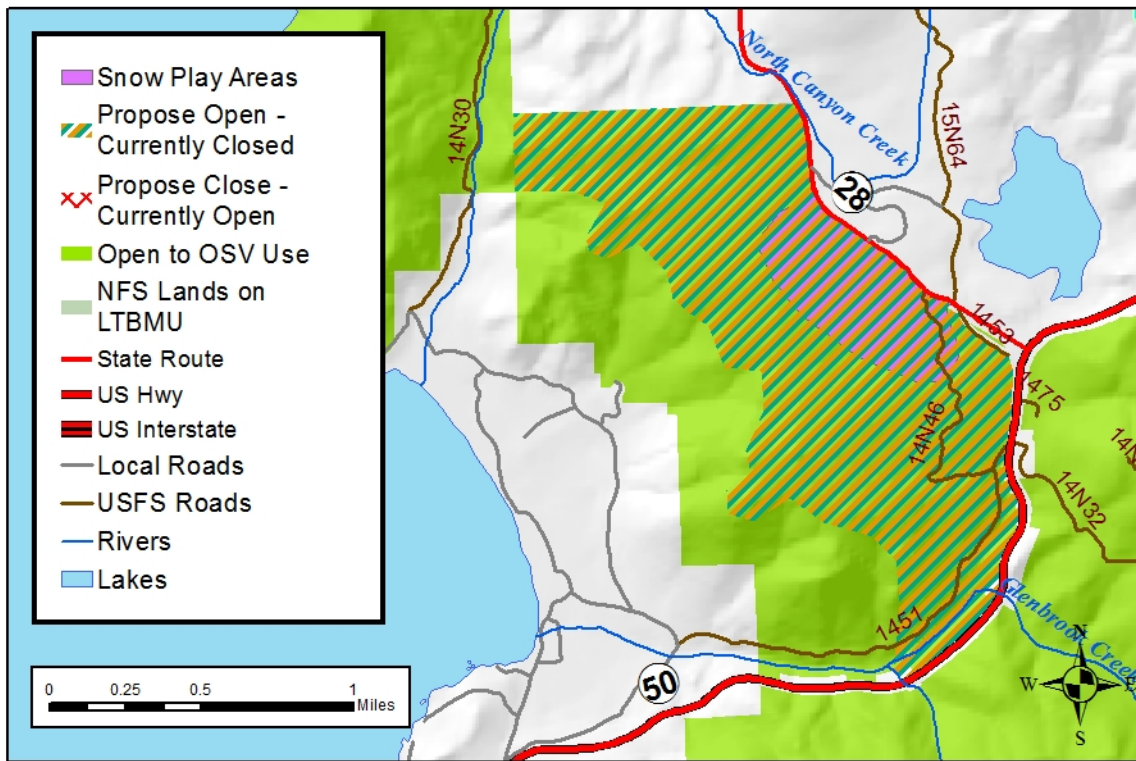 Snow Play Areas
Propose Open -
Currently Closed
Propose Close -
Currently Open
Open to OSV Use
NFS Lands on
LTBMU
State Route
US Hwy
US Interstate
Local Roads
USFS Roads
Rivers
Lakes
0 0.25 0.5 1
Miles
14N30
North Canyon Creek
15N64
28
1453
1475
14N46
14N
14N32
Glenbrook Creek
1451
50
N
W E
S